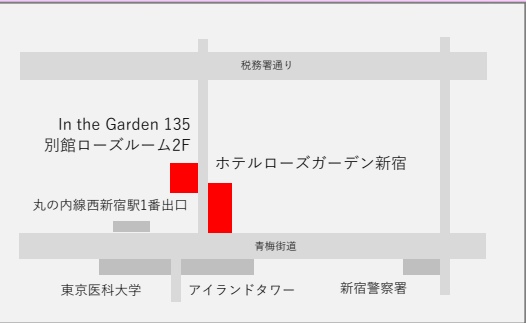 税務署通り
In the Garden 135
別館ローズルーム2F
ホテルローズガーデン新宿
丸の内線西新宿駅1番出口
青梅街道
東京医科大学
アイランドタワー
新宿警察署